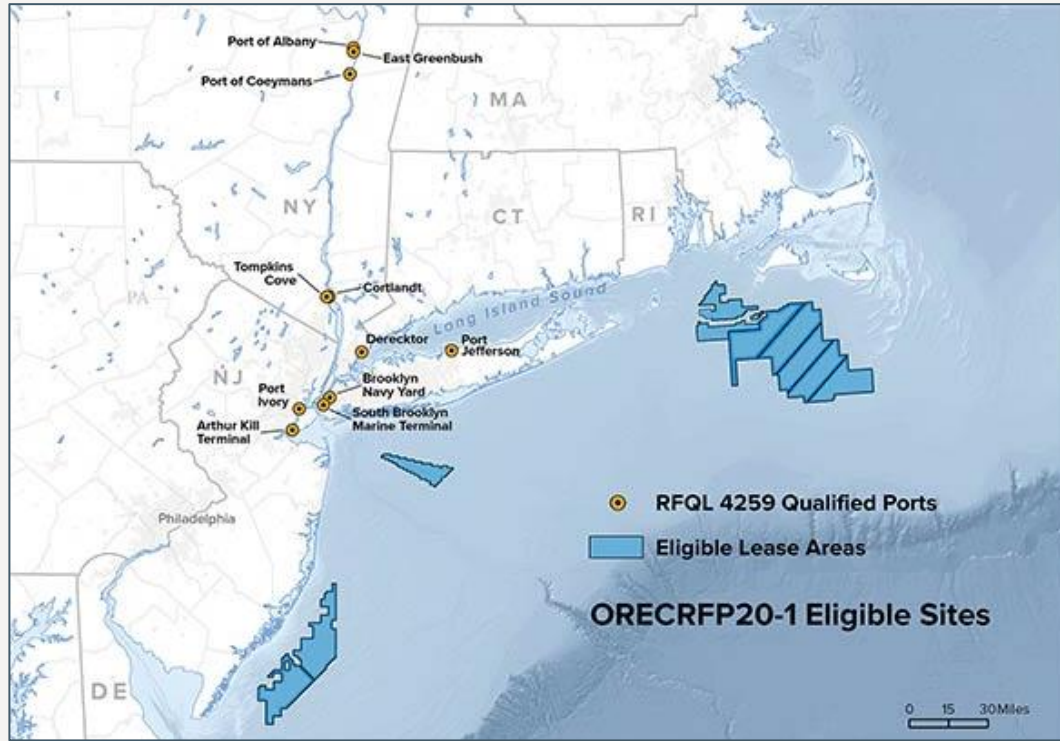 Port of Albany
East Greenbush
Port of Coeymans
MA
NY
CT
RI
Tompkins
Cove
Cortlandt
PA
Long Island Sound
Derecktor
Port
Jefferson
NJ
Brooklyn
Navy Yard
Port
Ivory
South Brooklyn
Marine Terminal
Arthur Kill
Terminal
Philadelphia
RFQL 4259 Qualified Ports
Eligible Lease Areas
ORECRFP20-1 Eligible Sites
DE
0 15 30 Miles